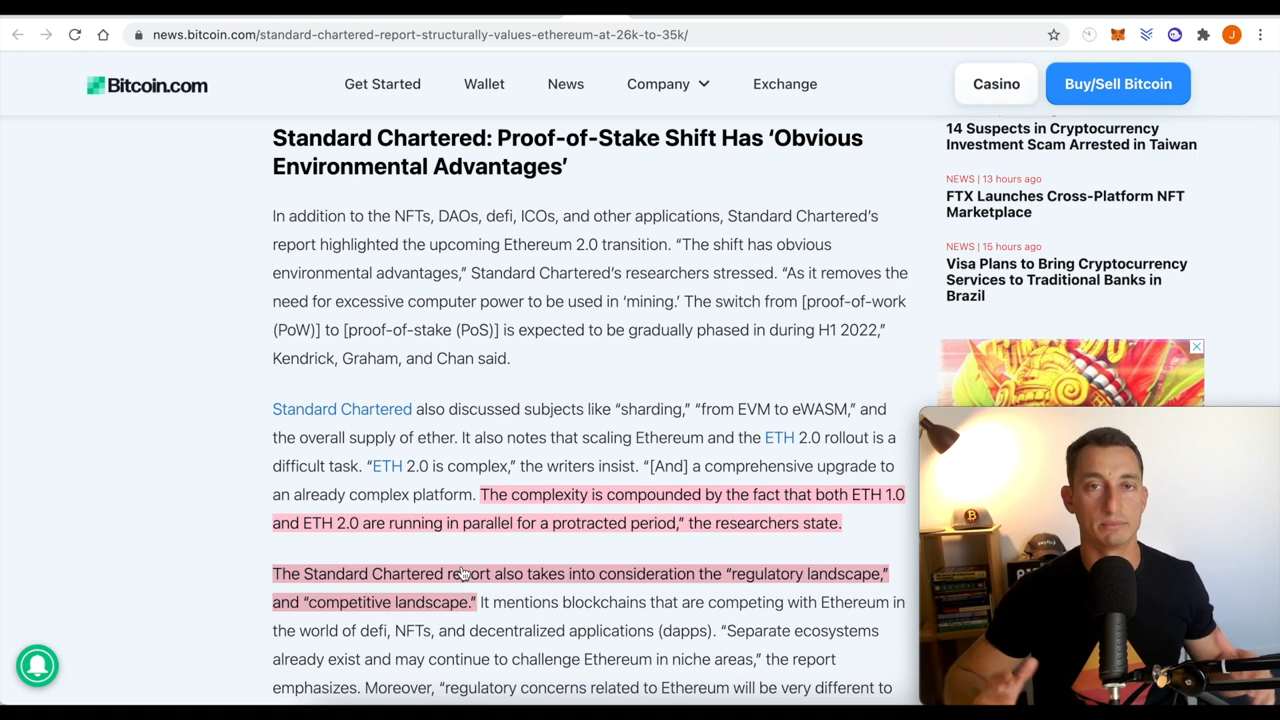 news.bitcoin.com/standard-chartered-report-structurally-values-ethereum-at-26k-to-35k/
J
Bitcoin.com
Get Started
Wallet
News
Company
Exchange
Casino
Buy/Sell Bitcoin
Standard Chartered: Proof-of-Stake Shift Has ‘Obvious
Environmental Advantages’
In addition to the NFTs, DAOs, defi, ICOs, and other applications, Standard Chartered’s
report highlighted the upcoming Ethereum 2.0 transition. “The shift has obvious
environmental advantages,” Standard Chartered’s researchers stressed. “As it removes the
need for excessive computer power to be used in ‘mining.’ The switch from [proof-of-work
(PoW)] to [proof-of-stake (PoS)] is expected to be gradually phased in during H1 2022,”
Kendrick, Graham, and Chan said.
Standard Chartered also discussed subjects like “sharding,” “from EVM to eWASM,” and
the overall supply of ether. It also notes that scaling Ethereum and the ETH 2.0 rollout is a
difficult task. “ETH 2.0 is complex,” the writers insist. “[And] a comprehensive upgrade to
an already complex platform. The complexity is compounded by the fact that both ETH 1.0
and ETH 2.0 are running in parallel for a protracted period,” the researchers state.
The Standard Chartered report also takes into consideration the “regulatory landscape,”
and “competitive landscape.” It mentions blockchains that are competing with Ethereum in
the world of defi, NFTs, and decentralized applications (dapps). “Separate ecosystems
already exist and may continue to challenge Ethereum in niche areas,” the report
emphasizes. Moreover, “regulatory concerns related to Ethereum will be very different to
14 Suspects in Cryptocurrency
Investment Scam Arrested in Taiwan
NEWS | 13 hours ago
FTX Launches Cross-Platform NFT
Marketplace
NEWS | 15 hours ago
Visa Plans to Bring Cryptocurrency
Services to Traditional Banks in
Brazil